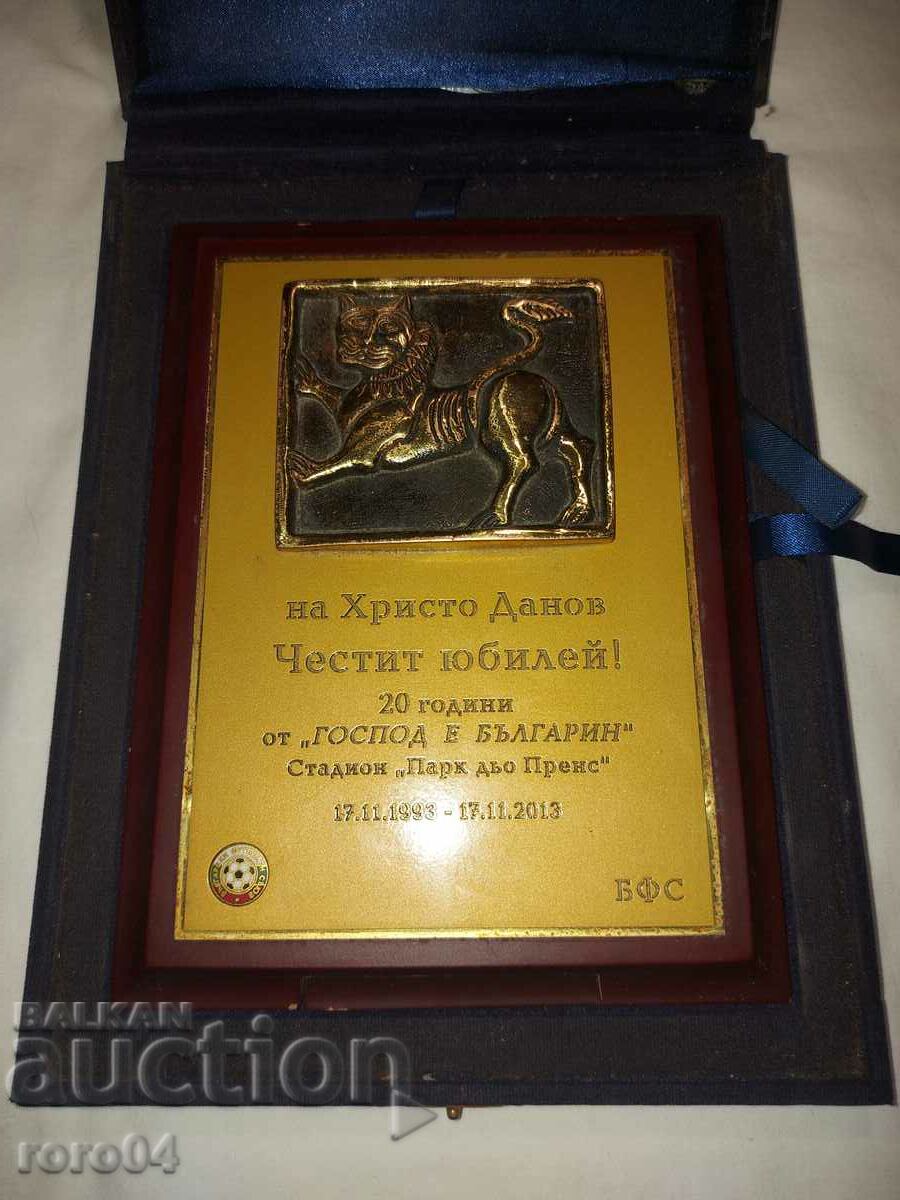 на Христо Данов
Честит юбилей!
20 години
от „ГОСПОД Е БЪЛГАРИН"
Стадион „Парк дьо Пренс"
17.11.1993 - 17.11.2013
БФС
BALKAN
auction
roro04